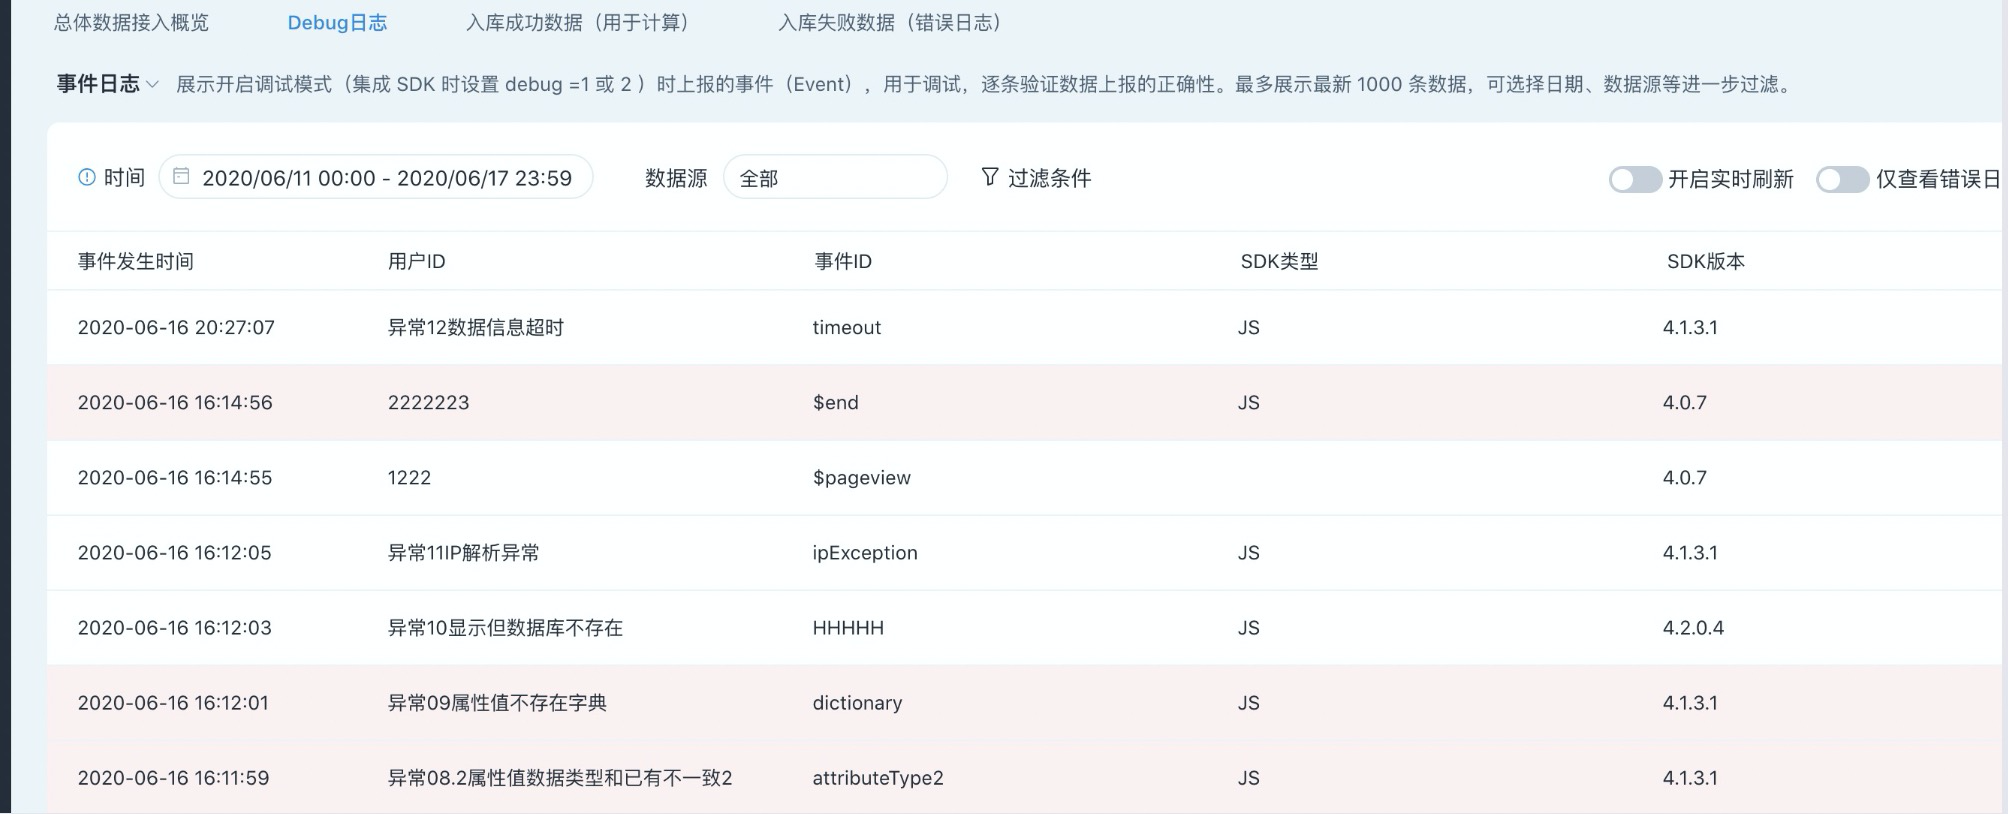 总体数据接入概览 Debug日志 入库成功数据（用于计算） 入库失败数据（错误日志）
事件日志 展示开启调试模式（集成 SDK 时设置 debug =1 或 2 ）时上报的事件（Event），用于调试，逐条验证数据上报的正确性。最多展示最新 1000 条数据，可选择日期、数据源等进一步过滤。
时间 2020/06/11 00:00 - 2020/06/17 23:59 数据源 全部 过滤条件 开启实时刷新 仅查看错误日
事件发生时间 用户ID 事件ID SDK类型 SDK版本
2020-06-16 20:27:07 异常12数据信息超时 timeout JS 4.1.3.1
2020-06-16 16:14:56 2222223 $end JS 4.0.7
2020-06-16 16:14:55 1222 $pageview 4.0.7
2020-06-16 16:12:05 异常11IP解析异常 ipException JS 4.1.3.1
2020-06-16 16:12:03 异常10显示但数据库不存在 HHHHH JS 4.2.0.4
2020-06-16 16:12:01 异常09属性值不存在字典 dictionary JS 4.1.3.1
2020-06-16 16:11:59 异常08.2属性值数据类型和已有不一致2 attributeType2 JS 4.1.3.1